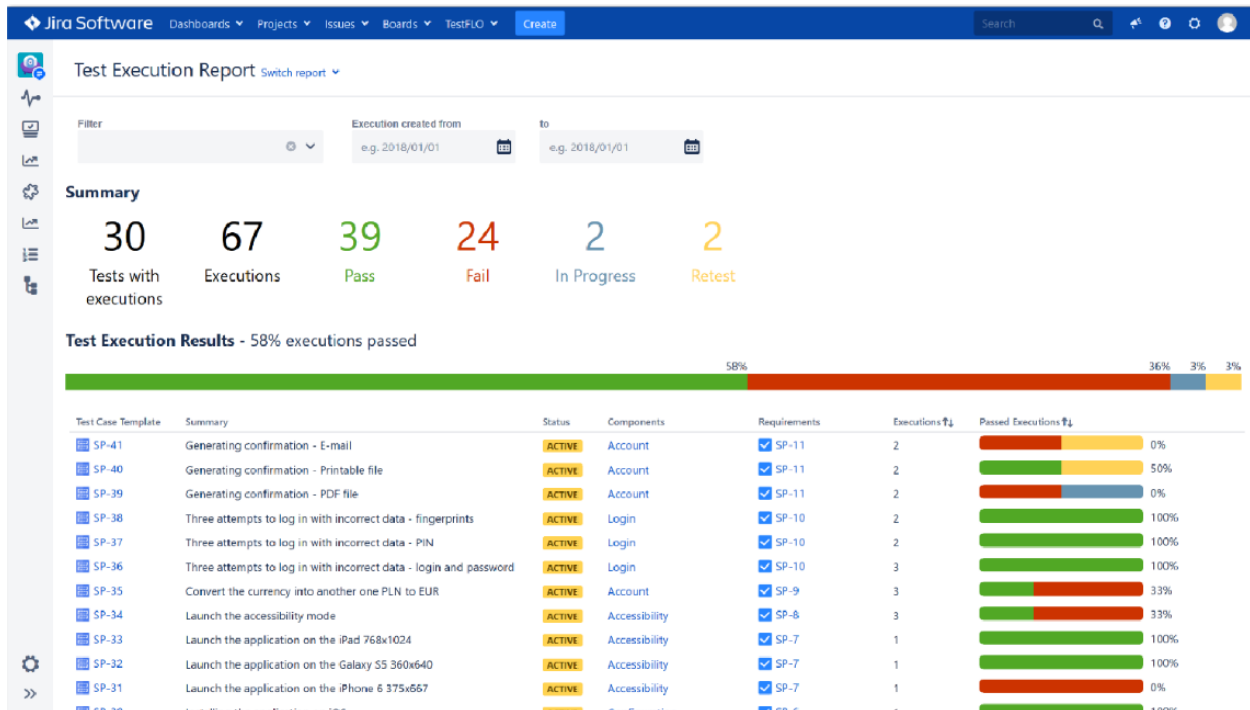 Jira Software Dashboards Projects Issues Boards TestFLO Create Search
Test Execution Report Switch report
Filter Execution created from to
e.g. 2018/01/01 e.g. 2018/01/01
Summary
30 67 39 24 2 2
Tests with executions Executions Pass Fail In Progress Retest
Test Execution Results - 58% executions passed
58% 36% 3% 3%
Test Case Template Summary Status Components Requirements Executions Passed Executions
SP-41 Generating confirmation - E-mail ACTIVE Account SP-11 2 0%
SP-40 Generating confirmation - Printable file ACTIVE Account SP-11 2 50%
SP-39 Generating confirmation - PDF file ACTIVE Account SP-11 2 0%
SP-38 Three attempts to log in with incorrect data - fingerprints ACTIVE Login SP-10 2 100%
SP-37 Three attempts to log in with incorrect data - PIN ACTIVE Login SP-10 2 100%
SP-36 Three attempts to log in with incorrect data - login and password ACTIVE Login SP-10 3 100%
SP-35 Convert the currency into another one PLN to EUR ACTIVE Account SP-9 3 33%
SP-34 Launch the accessibility mode ACTIVE Accessibility SP-8 3 33%
SP-33 Launch the application on the iPad 768x1024 ACTIVE Accessibility SP-7 1 100%
SP-32 Launch the application on the Galaxy S5 360x640 ACTIVE Accessibility SP-7 1 100%
SP-31 Launch the application on the iPhone 6 375x667 ACTIVE Accessibility SP-7 1 0%